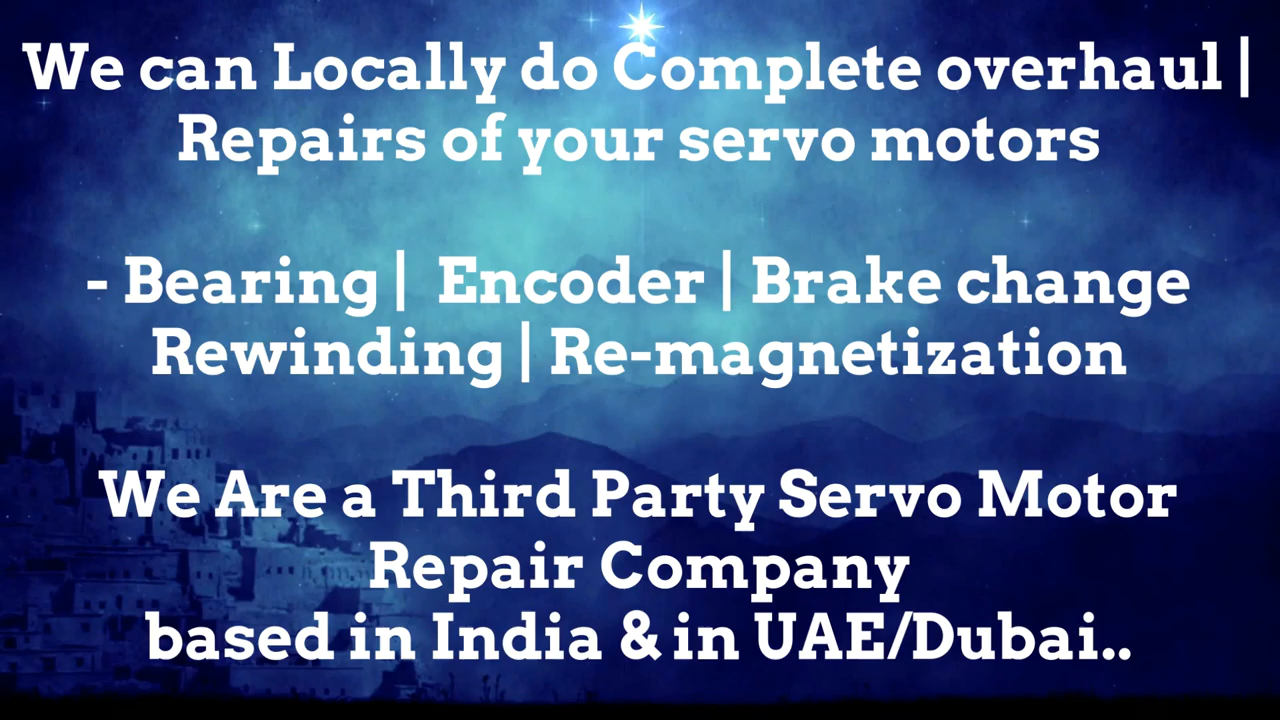 We can Locally do Complete overhaul |
Repairs of your servo motors
- Bearing | Encoder | Brake change
Rewinding | Re-magnetization
We Are a Third Party Servo Motor
Repair Company
based in India & in UAE/Dubai..